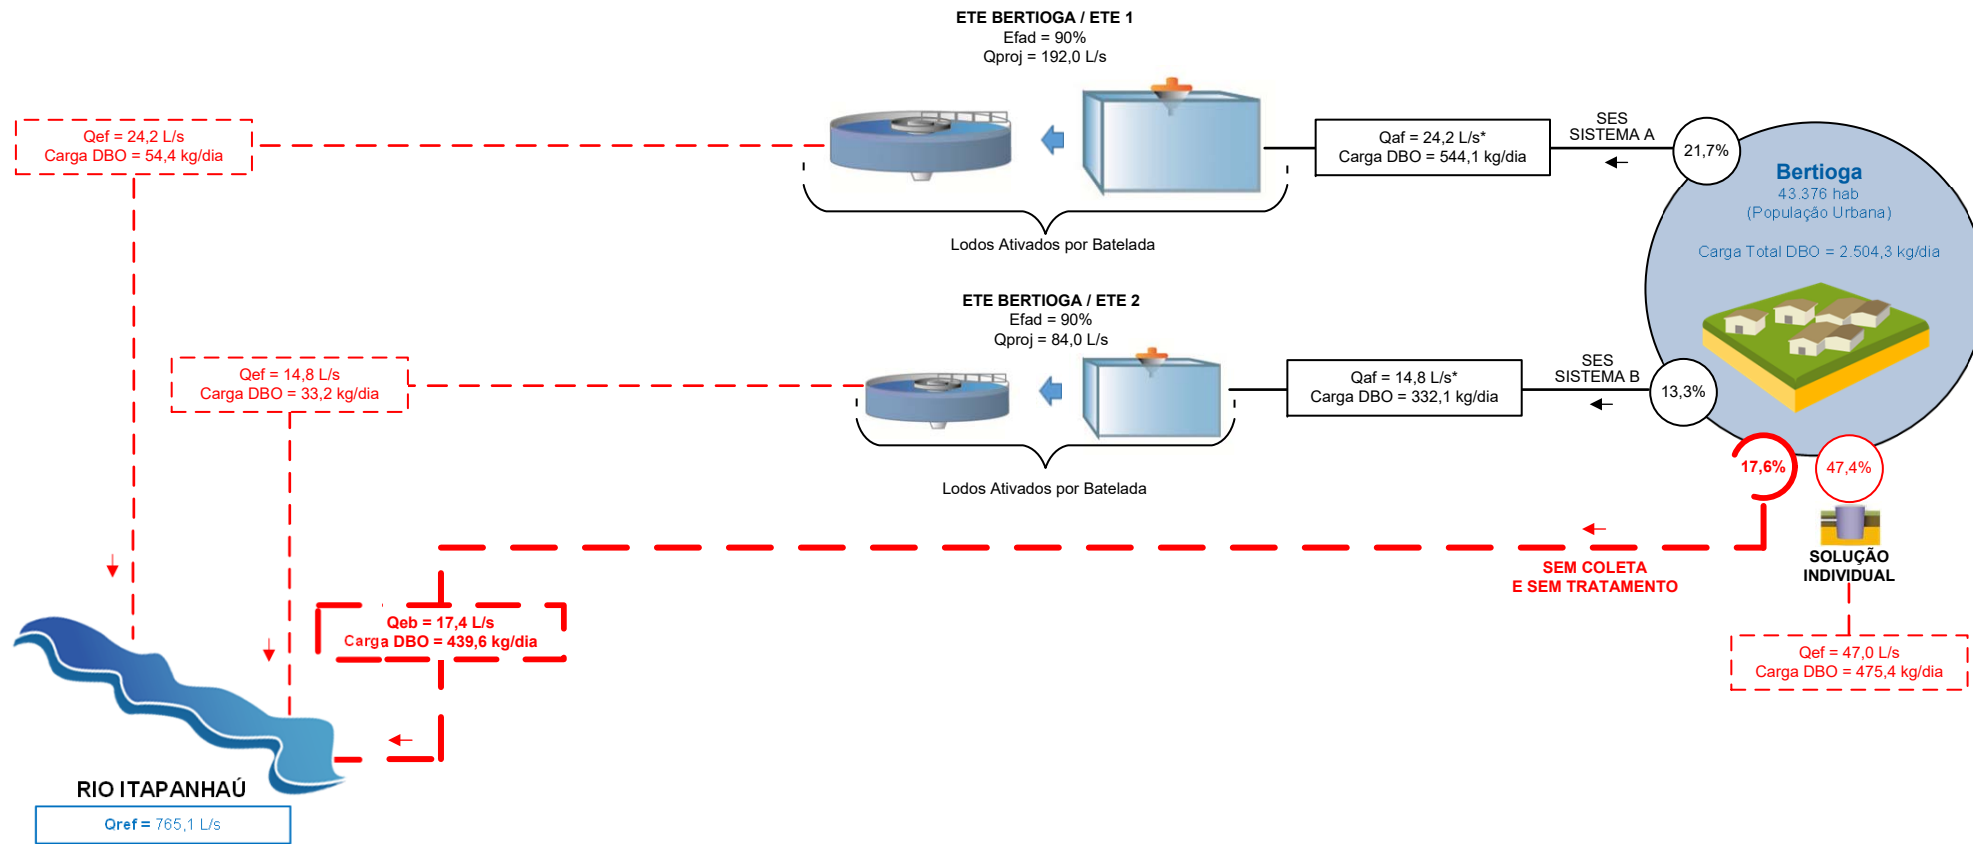 ETE BERTIOGA / ETE 1
Efad = 90%
Qproj = 192,0 L/s
Qef = 24,2 L/s
Carga DBO = 54,4 kg/dia
Qaf = 24,2 L/s*
Carga DBO = 544,1 kg/dia
SES
SISTEMA A
21,7%
Bertioga
43.376 hab
(População Urbana)
Carga Total DBO = 2.504,3 kg/dia
Lodos Ativados por Batelada
ETE BERTIOGA / ETE 2
Efad = 90%
Qproj = 84,0 L/s
Qef = 14,8 L/s
Carga DBO = 33,2 kg/dia
Qaf = 14,8 L/s*
Carga DBO = 332,1 kg/dia
SES
SISTEMA B
13,3%
Lodos Ativados por Batelada
17,6%
47,4%
SEM COLETA
E SEM TRATAMENTO
SOLUÇÃO
INDIVIDUAL
Qeb = 17,4 L/s
Carga DBO = 439,6 kg/dia
Qef = 47,0 L/s
Carga DBO = 475,4 kg/dia
RIO ITAPANHAÚ
Qref = 765,1 L/s